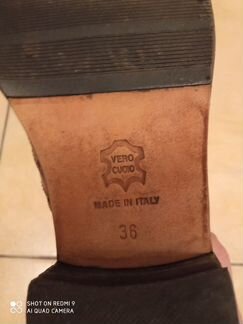 VERO
CUOIO
MADE IN ITALY
36
SHOT ON REDMI 9
AI QUAD CAMERA